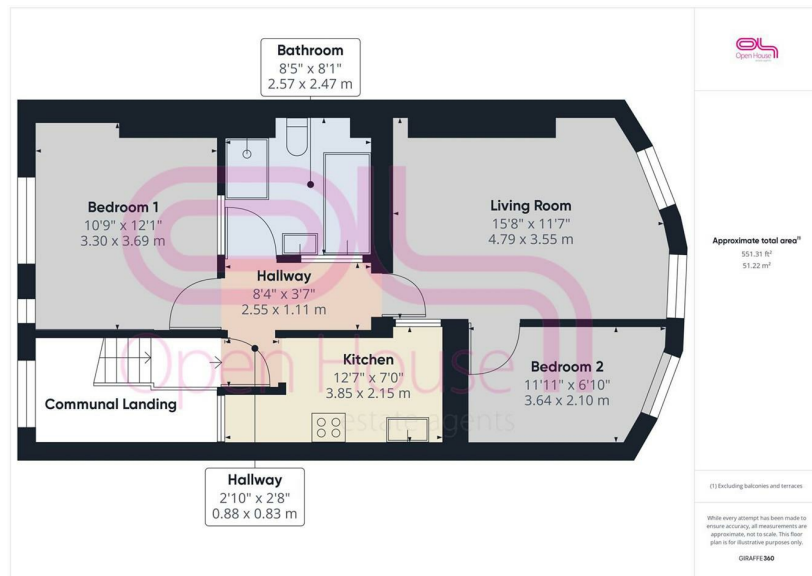 Bathroom
8'5" x 8'1"
2.57 x 2.47 m
Bedroom 1
10'9" x 12'1"
3.30 x 3.69 m
Living Room
15'8" x 11'7"
4.79 x 3.55 m
Hallway
8'4" x 3'7"
2.55 x 1.11 m
Kitchen
12'7" x 7'0"
3.85 x 2.15 m
Bedroom 2
11'11" x 6'10"
3.64 x 2.10 m
Communal Landing
Hallway
2'10" x 2'8"
0.88 x 0.83 m
Open House
estate agents
Open House
Approximate total area⁽¹⁾
551.31 ft²
51.22 m²
(1) Excluding balconies and terraces
While every attempt has been made to
ensure accuracy, all measurements are
approximate, not to scale. This floor
plan is for illustrative purposes only.
GIRAFFE360